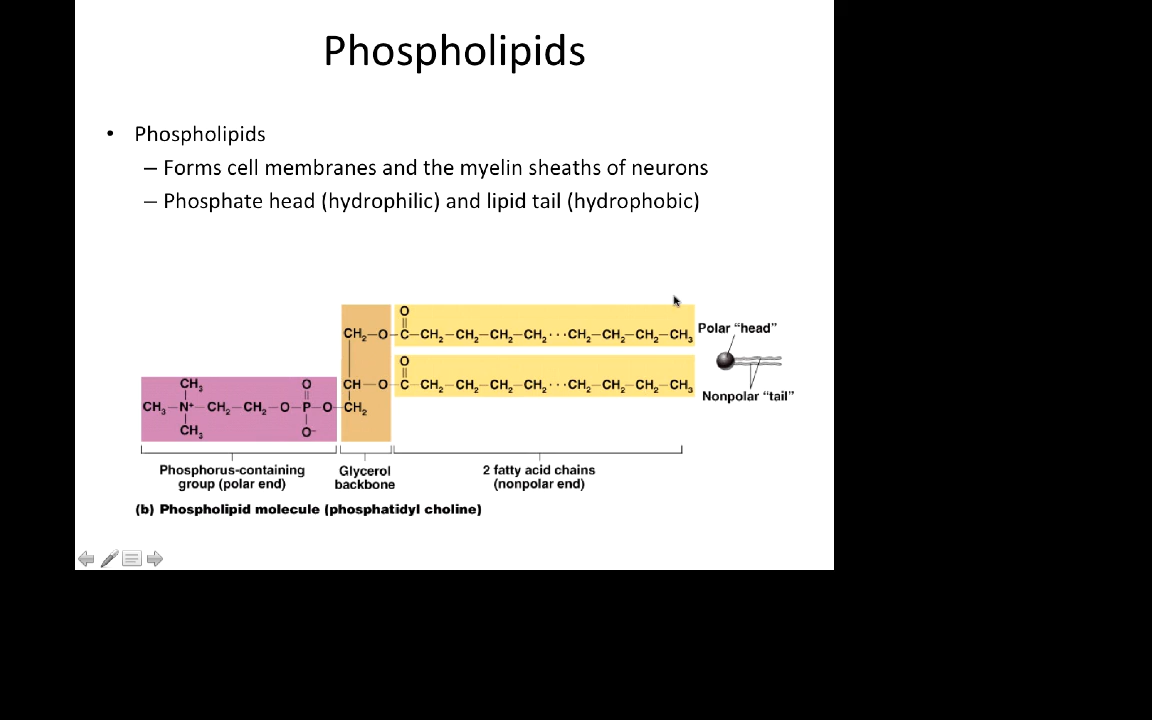 Phospholipids
• Phospholipids
– Forms cell membranes and the myelin sheaths of neurons
– Phosphate head (hydrophilic) and lipid tail (hydrophobic)
O
CH₂—O—C—CH₂—CH₂—CH₂—CH₂···CH₂—CH₂—CH₂—CH₃
Polar “head”
O
CH—O—C—CH₂—CH₂—CH₂—CH₂···CH₂—CH₂—CH₂—CH₃
Nonpolar “tail”
CH₃ O
CH₃—N⁺—CH₂—CH₂—O—P—O—CH₂
CH₃ O⁻
Phosphorus-containing
group (polar end)
Glycerol
backbone
2 fatty acid chains
(nonpolar end)
(b) Phospholipid molecule (phosphatidyl choline)